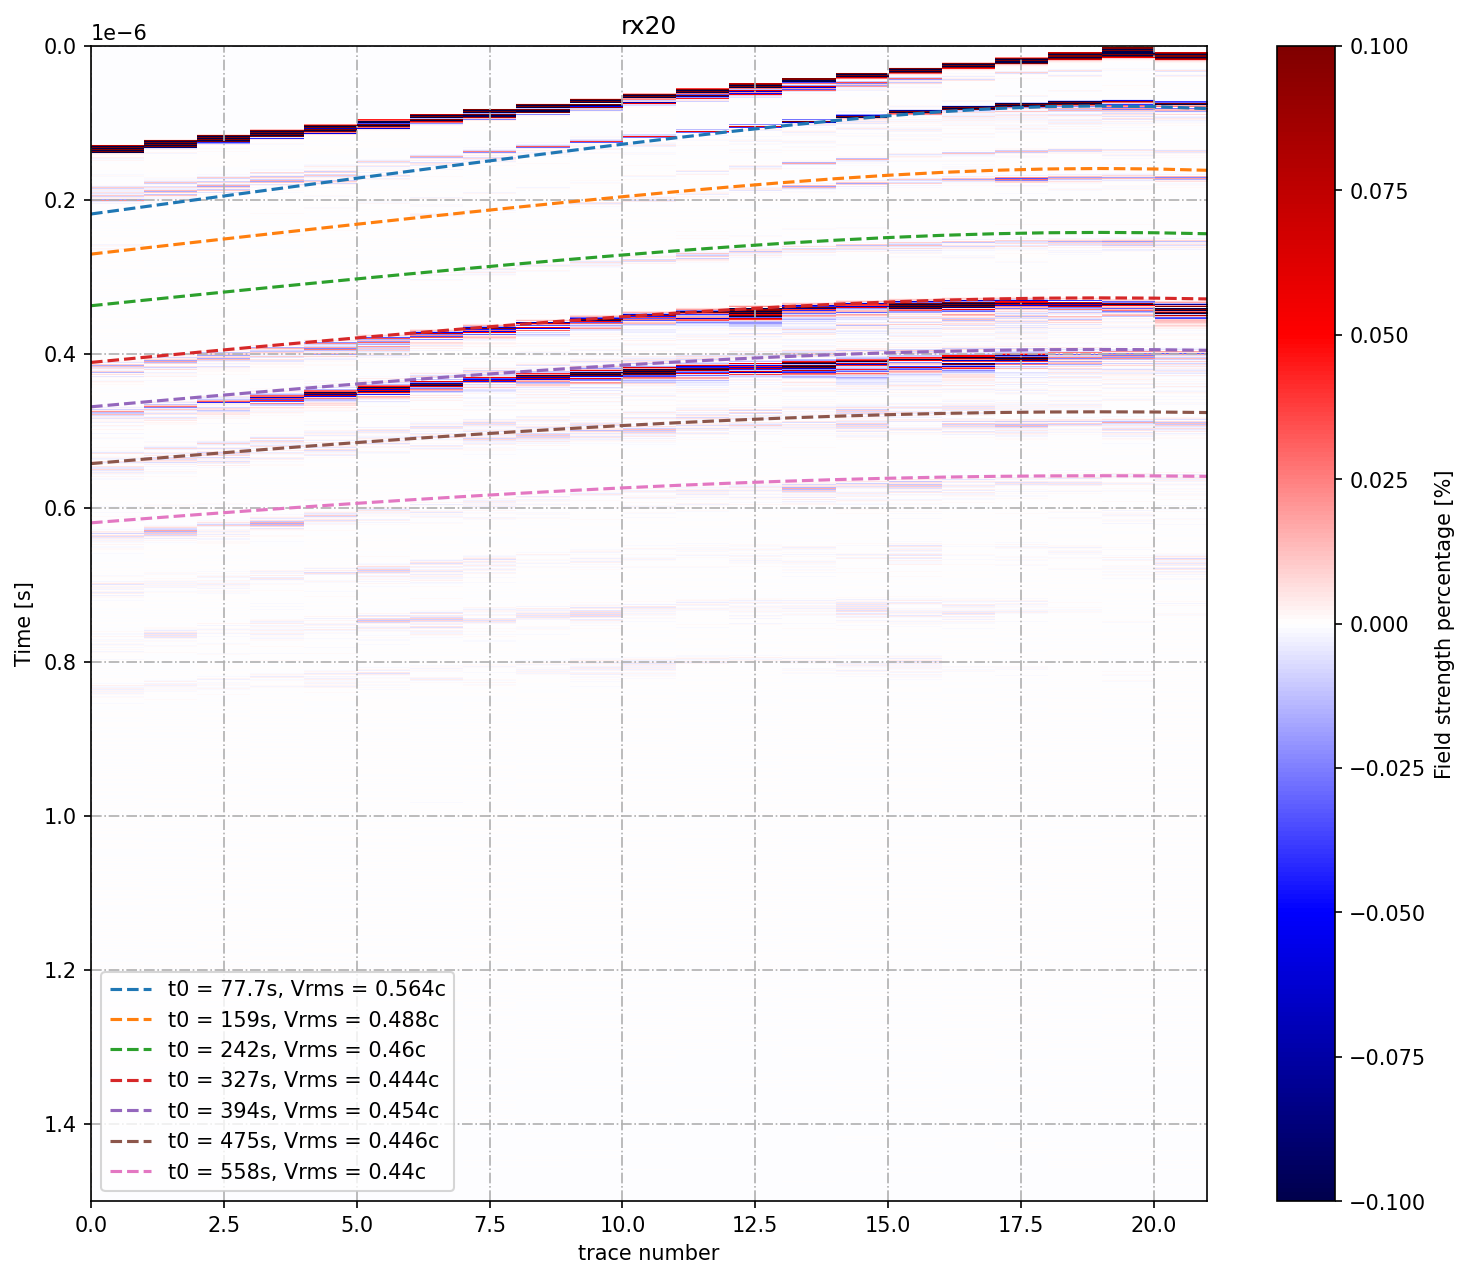 rx20
1e−6
0.0
0.2
0.4
0.6
0.8
1.0
1.2
1.4
Time [s]
t0 = 77.7s, Vrms = 0.564c
t0 = 159s, Vrms = 0.488c
t0 = 242s, Vrms = 0.46c
t0 = 327s, Vrms = 0.444c
t0 = 394s, Vrms = 0.454c
t0 = 475s, Vrms = 0.446c
t0 = 558s, Vrms = 0.44c
0.0 2.5 5.0 7.5 10.0 12.5 15.0 17.5 20.0
trace number
0.100
0.075
0.050
0.025
0.000
−0.025
−0.050
−0.075
−0.100
Field strength percentage [%]